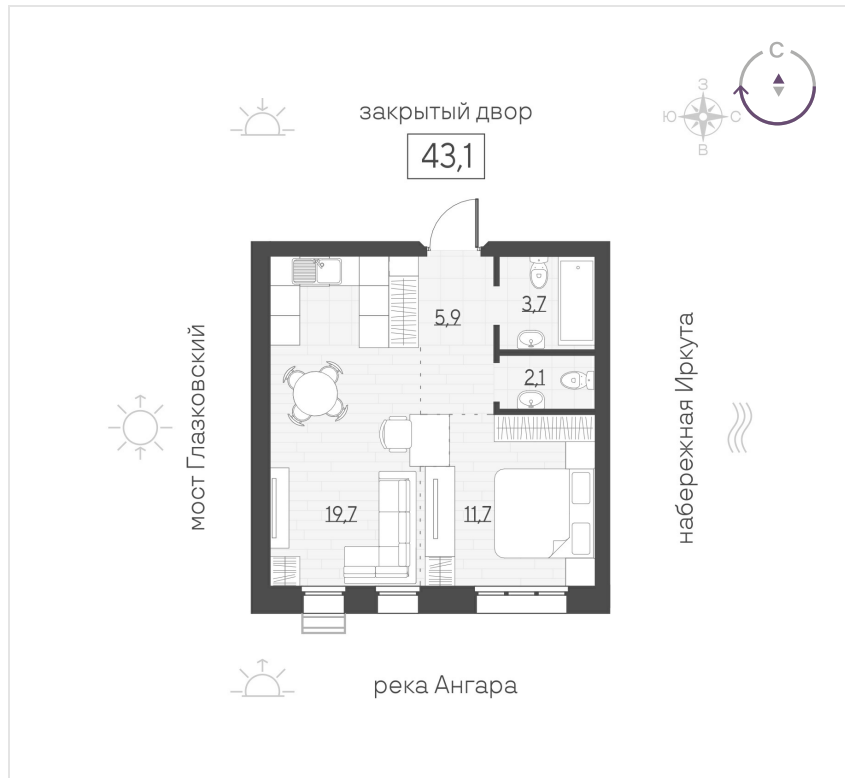 С
З
Ю
С
В
закрытый двор
43,1
5,9
3,7
2,1
мост Глазковский
набережная Иркута
19,7
11,7
река Ангара